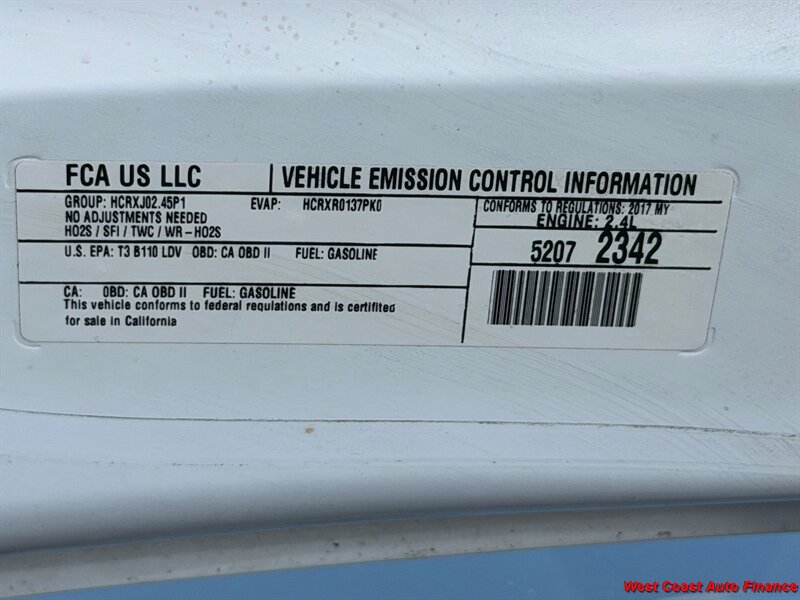 FCA US LLC
VEHICLE EMISSION CONTROL INFORMATION
GROUP: HCRXJ02.45P1 EVAP: HCRXR0137PK0
NO ADJUSTMENTS NEEDED
HO2S / SFI / TWC / WR-HO2S
CONFORMS TO REGULATIONS: 2017 MY
ENGINE: 2.4L
U.S. EPA: T3 B110 LDV OBD: CA OBD II FUEL: GASOLINE
5207 2342
CA: OBD: CA OBD II FUEL: GASOLINE
This vehicle conforms to federal regulations and is certified
for sale in California
West Coast Auto Finance